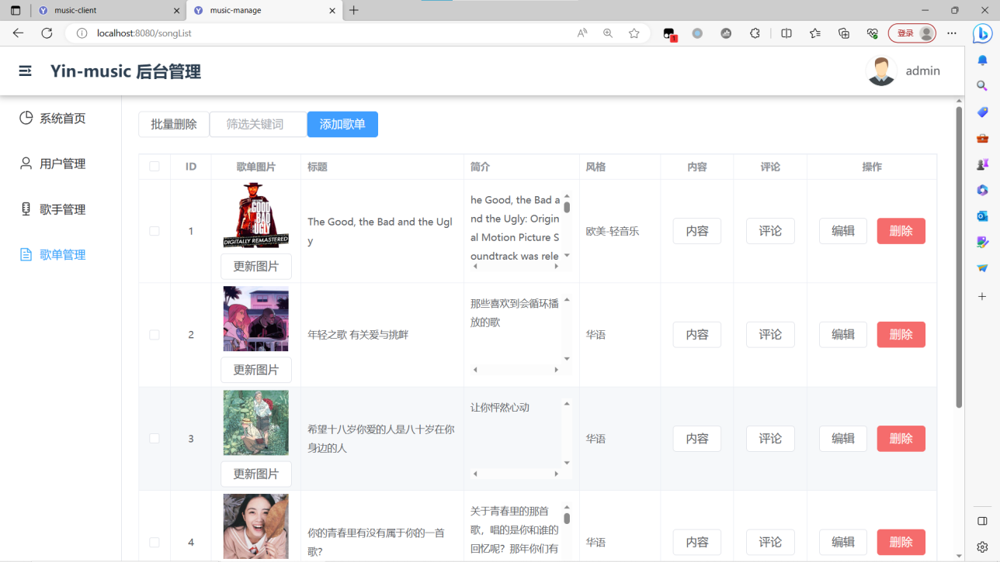 music-client
music-manage
localhost:8080/songList
1
登录
Yin-music 后台管理
admin
系统首页
用户管理
歌手管理
歌单管理
批量删除
筛选关键词
添加歌单
ID
歌单图片
标题
简介
风格
内容
评论
操作
1
THE
GOOD
BAD
UGLY
DIGITALLY REMASTERED
更新图片
The Good, the Bad and the Ugl
y
he Good, the Bad a
nd the Ugly: Origin
al Motion Picture S
oundtrack was rele
欧美-轻音乐
内容
评论
编辑
删除
2
更新图片
年轻之歌 有关爱与挑衅
那些喜欢到会循环播
放的歌
华语
内容
评论
编辑
删除
3
更新图片
希望十八岁你爱的人是八十岁在你
身边的人
让你怦然心动
华语
内容
评论
编辑
删除
4
你的青春里有没有属于你的一首
歌?
关于青春里的那首
歌，唱的是你和谁的
回忆呢？那年你们有
华语
内容
评论
编辑
删除